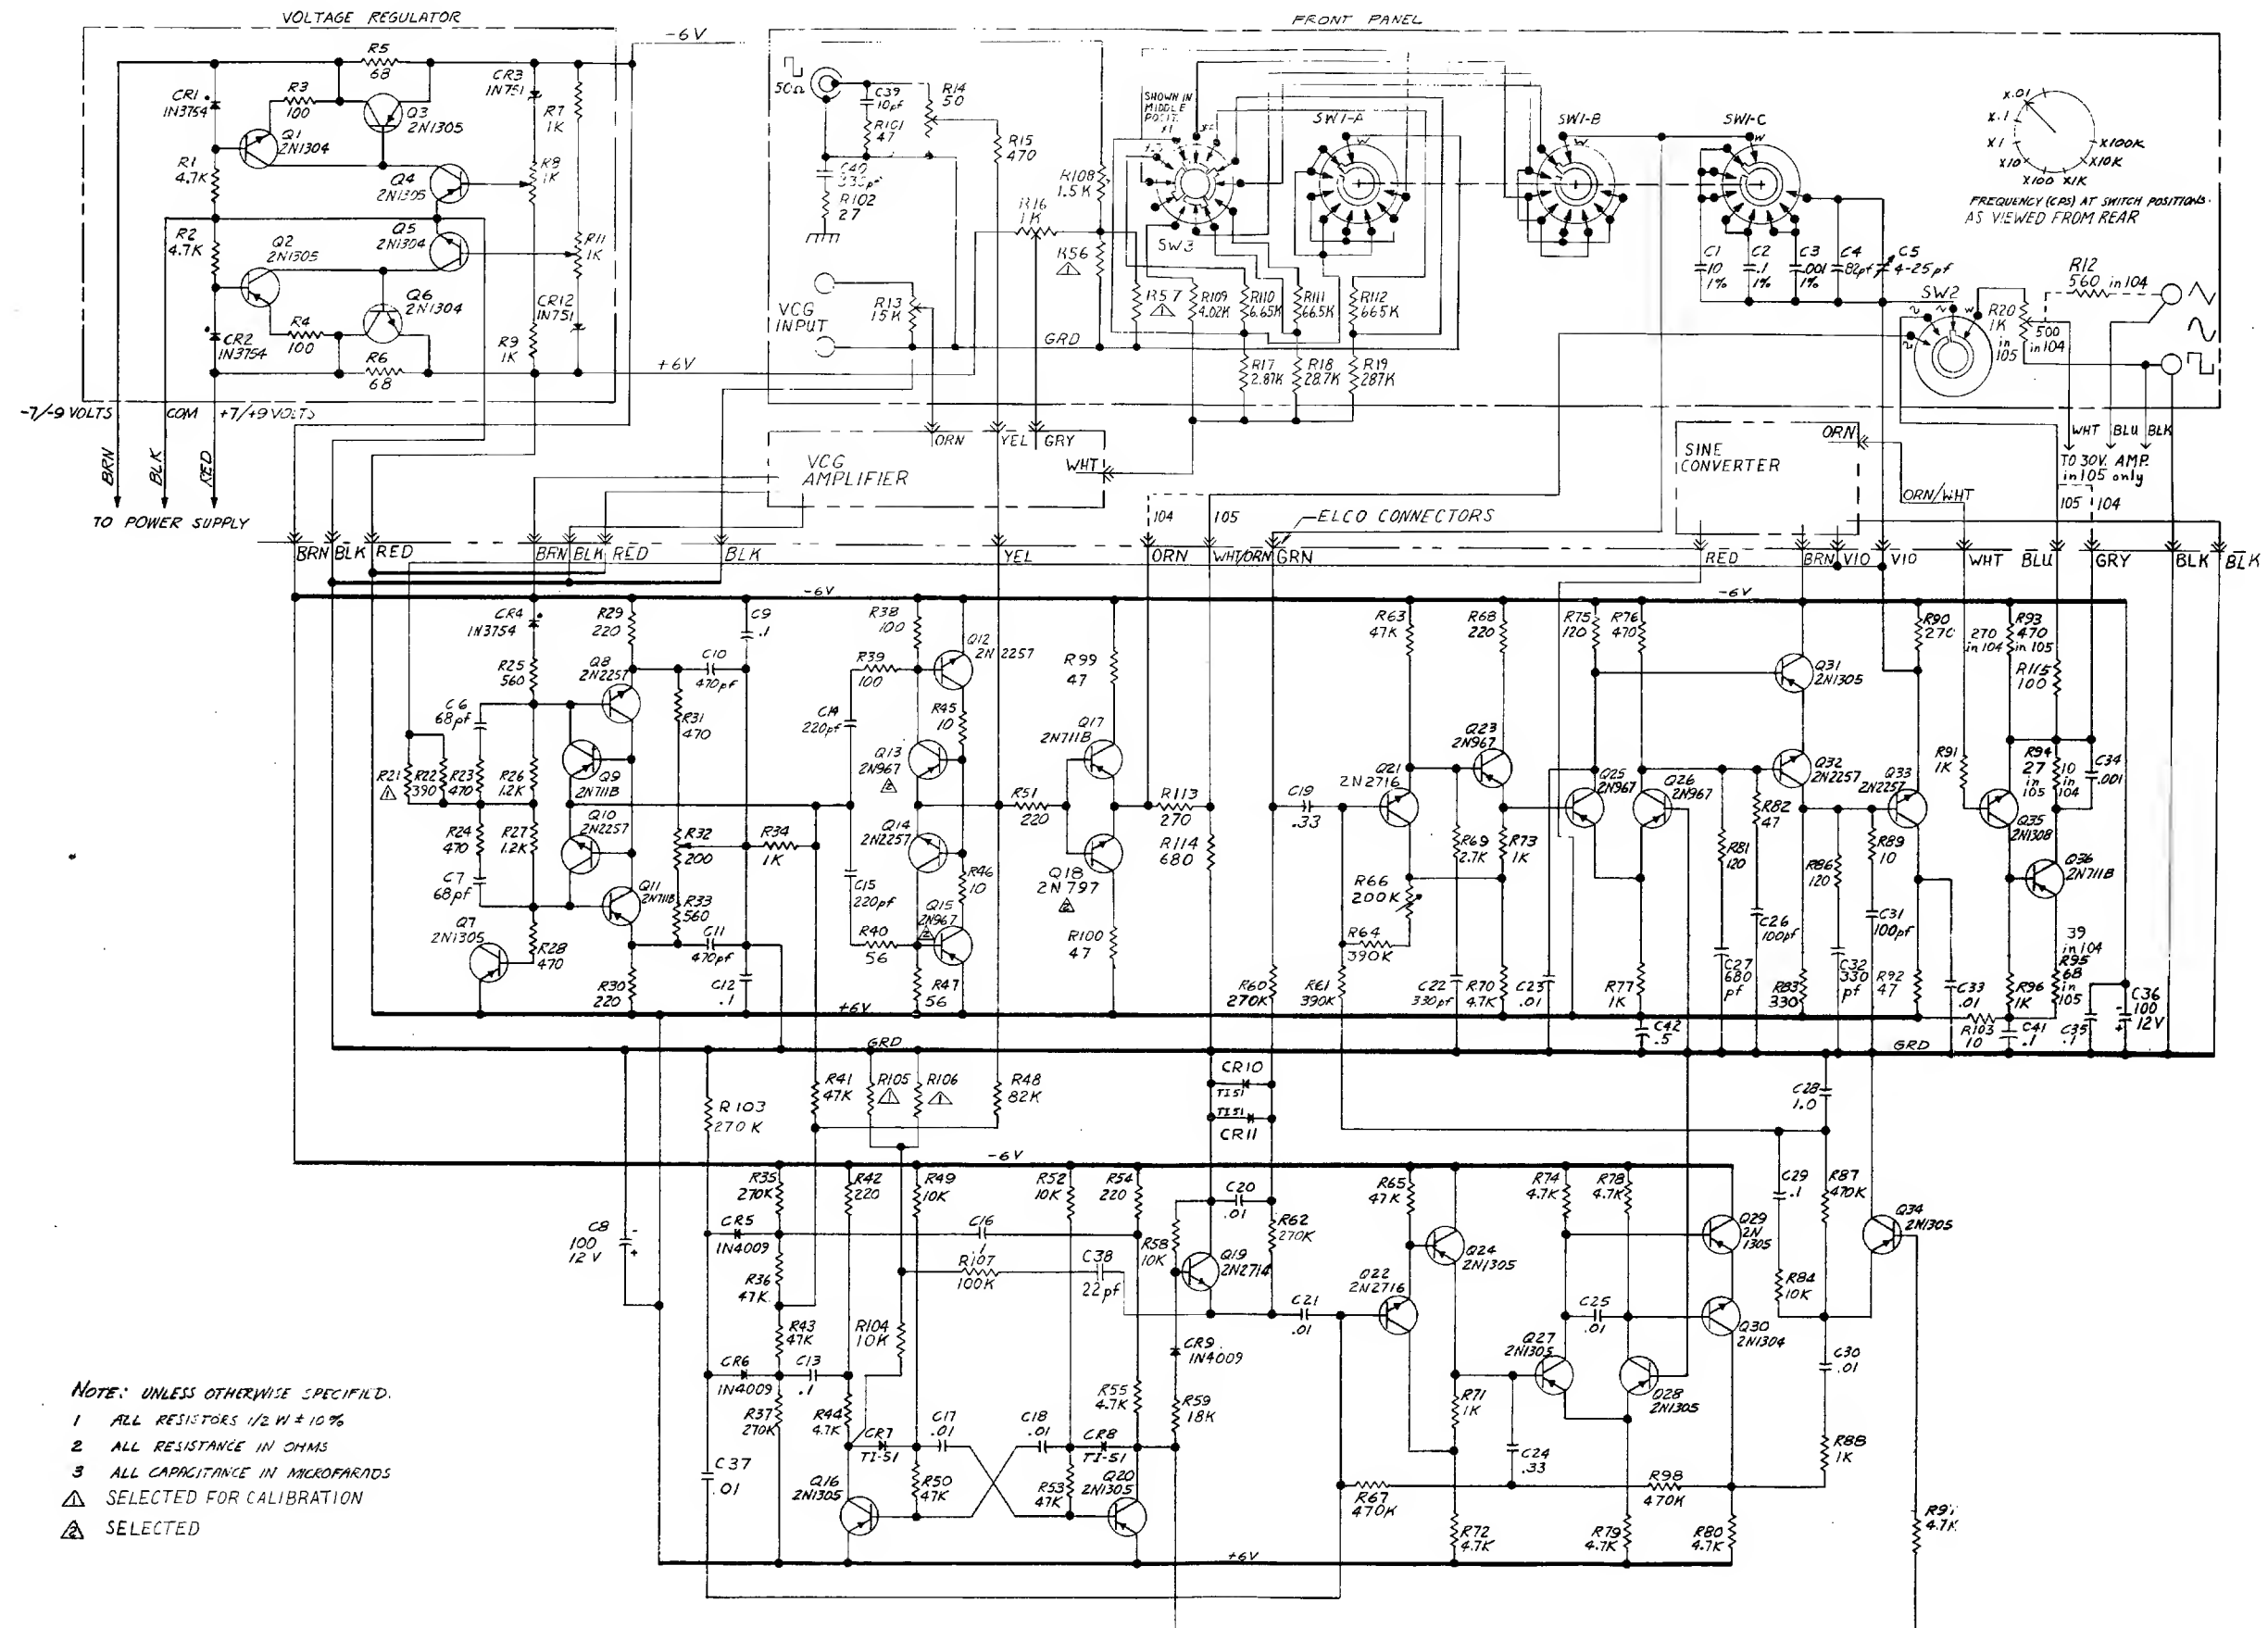 VOLTAGE REGULATOR
FRONT PANEL
-6V
R5
68
CR1
1N3754
R3
100
Q3
2N1305
Q1
2N1304
CR3
1N751
R7
1K
R1
4.7K
Q4
2N1305
R8
1K
R2
4.7K
Q2
2N1305
Q5
2N1304
R11
1K
Q6
2N1304
CR12
1N751
CR2
1N3754
R4
100
R6
68
R9
1K
+6V
50Ω
C39
10pf
R101
47
R14
50
R15
470
R102
27
R108
1.5K
R16
1K
R56
R57
VCG
INPUT
R13
15K
GRD
SHOWN IN
MIDDLE
POSIT.
X1
SW3
SW1-A
SW1-B
SW1-C
R109
4.02K
R110
6.65K
R111
66.5K
R112
665K
R17
2.87K
R18
28.7K
R19
287K
C1
10
1%
C2
.1
1%
C3
.001
1%
C4
82pf
C5
4-25pf
X.01
X.1
X1
X10
X100
X1K
X10K
X100K
FREQUENCY (CPS) AT SWITCH POSITIONS.
AS VIEWED FROM REAR
R12
560 in 104
SW2
R20
1K
in
105
500
in 104
-7/-9 VOLTS
COM
+7/+9 VOLTS
BRN
BLK
RED
TO POWER SUPPLY
ORN
YEL
GRY
WHT
VCG
AMPLIFIER
SINE
CONVERTER
ORN
ORN/WHT
WHT
BLU
BLK
TO 30V. AMP.
in 105 only
105
104
104
105
ELCO CONNECTORS
BRN
BLK
RED
BRN
BLK
RED
BLK
YEL
ORN
WHT/ORN
GRN
RED
BRN
VIO
VIO
WHT
BLU
GRY
BLK
BLK
-6V
-6V
CR4
1N3754
R29
220
C9
.1
R25
560
Q8
2N2257
C10
470pf
C6
68pf
R31
470
R21
R22
390
R23
470
R26
1.2K
Q9
2N711B
Q10
2N2257
R24
470
R27
1.2K
R32
200
R34
1K
C7
68pf
Q11
2N711B
R33
560
Q7
2N1305
R28
470
C11
470pf
R30
220
C12
.1
+6V
R38
100
Q12
2N2257
R39
100
R99
47
C14
220pf
R45
10
Q13
2N967
Q17
2N711B
Q14
2N2257
R51
220
R113
270
R114
680
C15
220pf
R46
10
Q18
2N797
Q15
2N967
R40
56
R47
56
R100
47
GRD
R63
47K
R68
220
R75
120
R76
470
Q31
2N1305
Q23
2N967
Q21
2N2716
C19
.33
Q25
2N967
Q26
2N967
Q32
2N2257
Q33
2N2257
R82
47
R81
120
R86
120
R89
10
R69
2.7K
R73
1K
R66
200K
R64
390K
C26
100pf
C27
680
pf
C31
100pf
R60
270K
R61
390K
C22
330pf
R70
4.7K
C23
.01
R77
1K
R83
330
C32
330
pf
R92
47
C42
.5
R90
270
270
in 104
R93
470
in 105
R115
100
R91
1K
R94
27
in
105
10
in
104
C34
.001
Q35
2N1308
Q36
2N711B
39
in 104
R95
68
in
105
C33
.01
R96
1K
R103
10
C41
.1
C35
.1
C36
100
12V
GRD
R103
270K
R41
47K
R105
R106
R48
82K
CR10
TI51
TI51
CR11
C28
1.0
-6V
C8
100
12V
R35
270K
R42
220
R49
10K
R52
10K
R54
220
C20
.01
CR5
1N4009
C16
.1
R62
270K
R58
10K
Q19
2N2714
R36
47K
R107
100K
C38
22pf
R43
47K
R104
10K
C21
.01
CR9
1N4009
CR6
1N4009
C13
.1
R55
4.7K
R59
18K
R37
270K
R44
4.7K
CR7
TI-51
C17
.01
C18
.01
CR8
TI-51
C37
.01
Q16
2N1305
R50
47K
R53
47K
Q20
2N1305
+6V
R65
47K
R74
4.7K
R78
4.7K
C29
.1
R87
470K
Q34
2N1305
Q24
2N1305
Q29
2N
1305
Q22
2N2716
R84
10K
C25
.01
Q30
2N1304
Q27
2N1305
Q28
2N1305
C30
.01
R71
1K
C24
.33
R88
1K
R67
470K
R98
470K
R72
4.7K
R79
4.7K
R80
4.7K
4.7K
NOTE: UNLESS OTHERWISE SPECIFIED.
1 ALL RESISTORS 1/2 W ± 10%
2 ALL RESISTANCE IN OHMS
3 ALL CAPACITANCE IN MICROFARADS
1 SELECTED FOR CALIBRATION
2 SELECTED